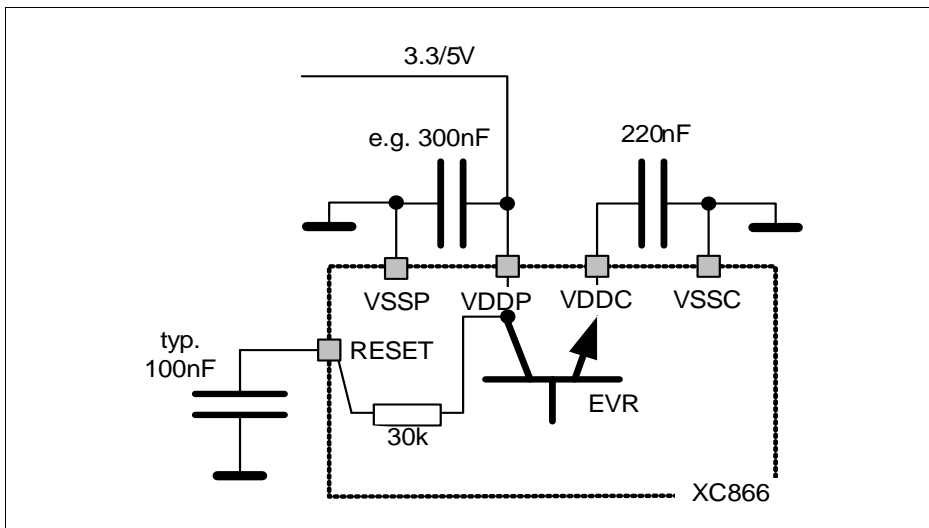 3.3/5V
e.g. 300nF
220nF
VSSP
VDDP
VDDC
VSSC
typ.
100nF
RESET
30k
EVR
XC866